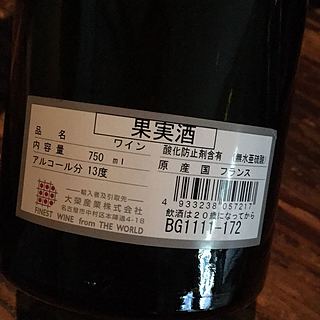 果実酒
品 名 ワイン 酸化防止剤含有 (無水亜硫酸)
内容量 750 ml 原産国 フランス
アルコール分 13度
輸入者及引取先
大榮産業株式会社
名古屋市中村区本陣通4-18
FINEST WINE from THE WORLD
4 933238 057217
飲酒は20歳になってから
BG1111-172